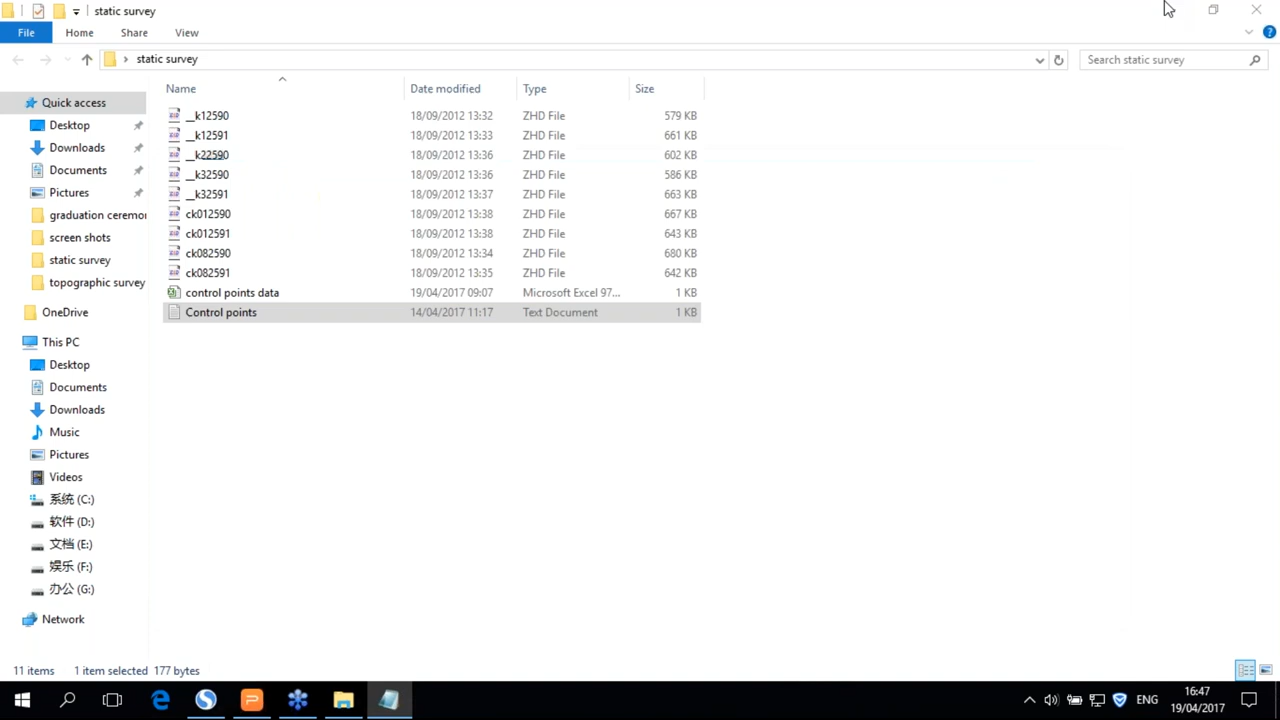 static survey
File Home Share View
static survey
Search static survey
Name Date modified Type Size
Quick access
Desktop
Downloads
Documents
Pictures
graduation ceremo
screen shots
static survey
topographic survey
OneDrive
This PC
Desktop
Documents
Downloads
Music
Pictures
Videos
系统 (C:)
软件 (D:)
文档 (E:)
娱乐 (F:)
办公 (G:)
Network
__k12590 18/09/2012 13:32 ZHD File 579 KB
__k12591 18/09/2012 13:33 ZHD File 661 KB
__k22590 18/09/2012 13:36 ZHD File 602 KB
__k32590 18/09/2012 13:36 ZHD File 586 KB
__k32591 18/09/2012 13:37 ZHD File 663 KB
ck012590 18/09/2012 13:38 ZHD File 667 KB
ck012591 18/09/2012 13:38 ZHD File 643 KB
ck082590 18/09/2012 13:34 ZHD File 680 KB
ck082591 18/09/2012 13:35 ZHD File 642 KB
control points data 19/04/2017 09:07 Microsoft Excel 97... 1 KB
Control points 14/04/2017 11:17 Text Document 1 KB
11 items 1 item selected 177 bytes
ENG
16:47
19/04/2017